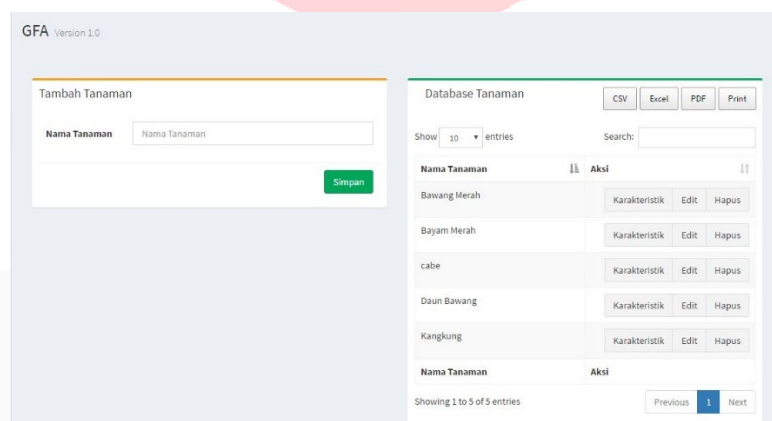 GFA Version 1.0
Tambah Tanaman
Nama Tanaman Nama Tanaman
Simpan
Database Tanaman
CSV Excel PDF Print
Show 10 entries Search:
Nama Tanaman Aksi
Bawang Merah Karakteristik Edit Hapus
Bayam Merah Karakteristik Edit Hapus
cabe Karakteristik Edit Hapus
Daun Bawang Karakteristik Edit Hapus
Kangkung Karakteristik Edit Hapus
Nama Tanaman Aksi
Showing 1 to 5 of 5 entries Previous 1 Next